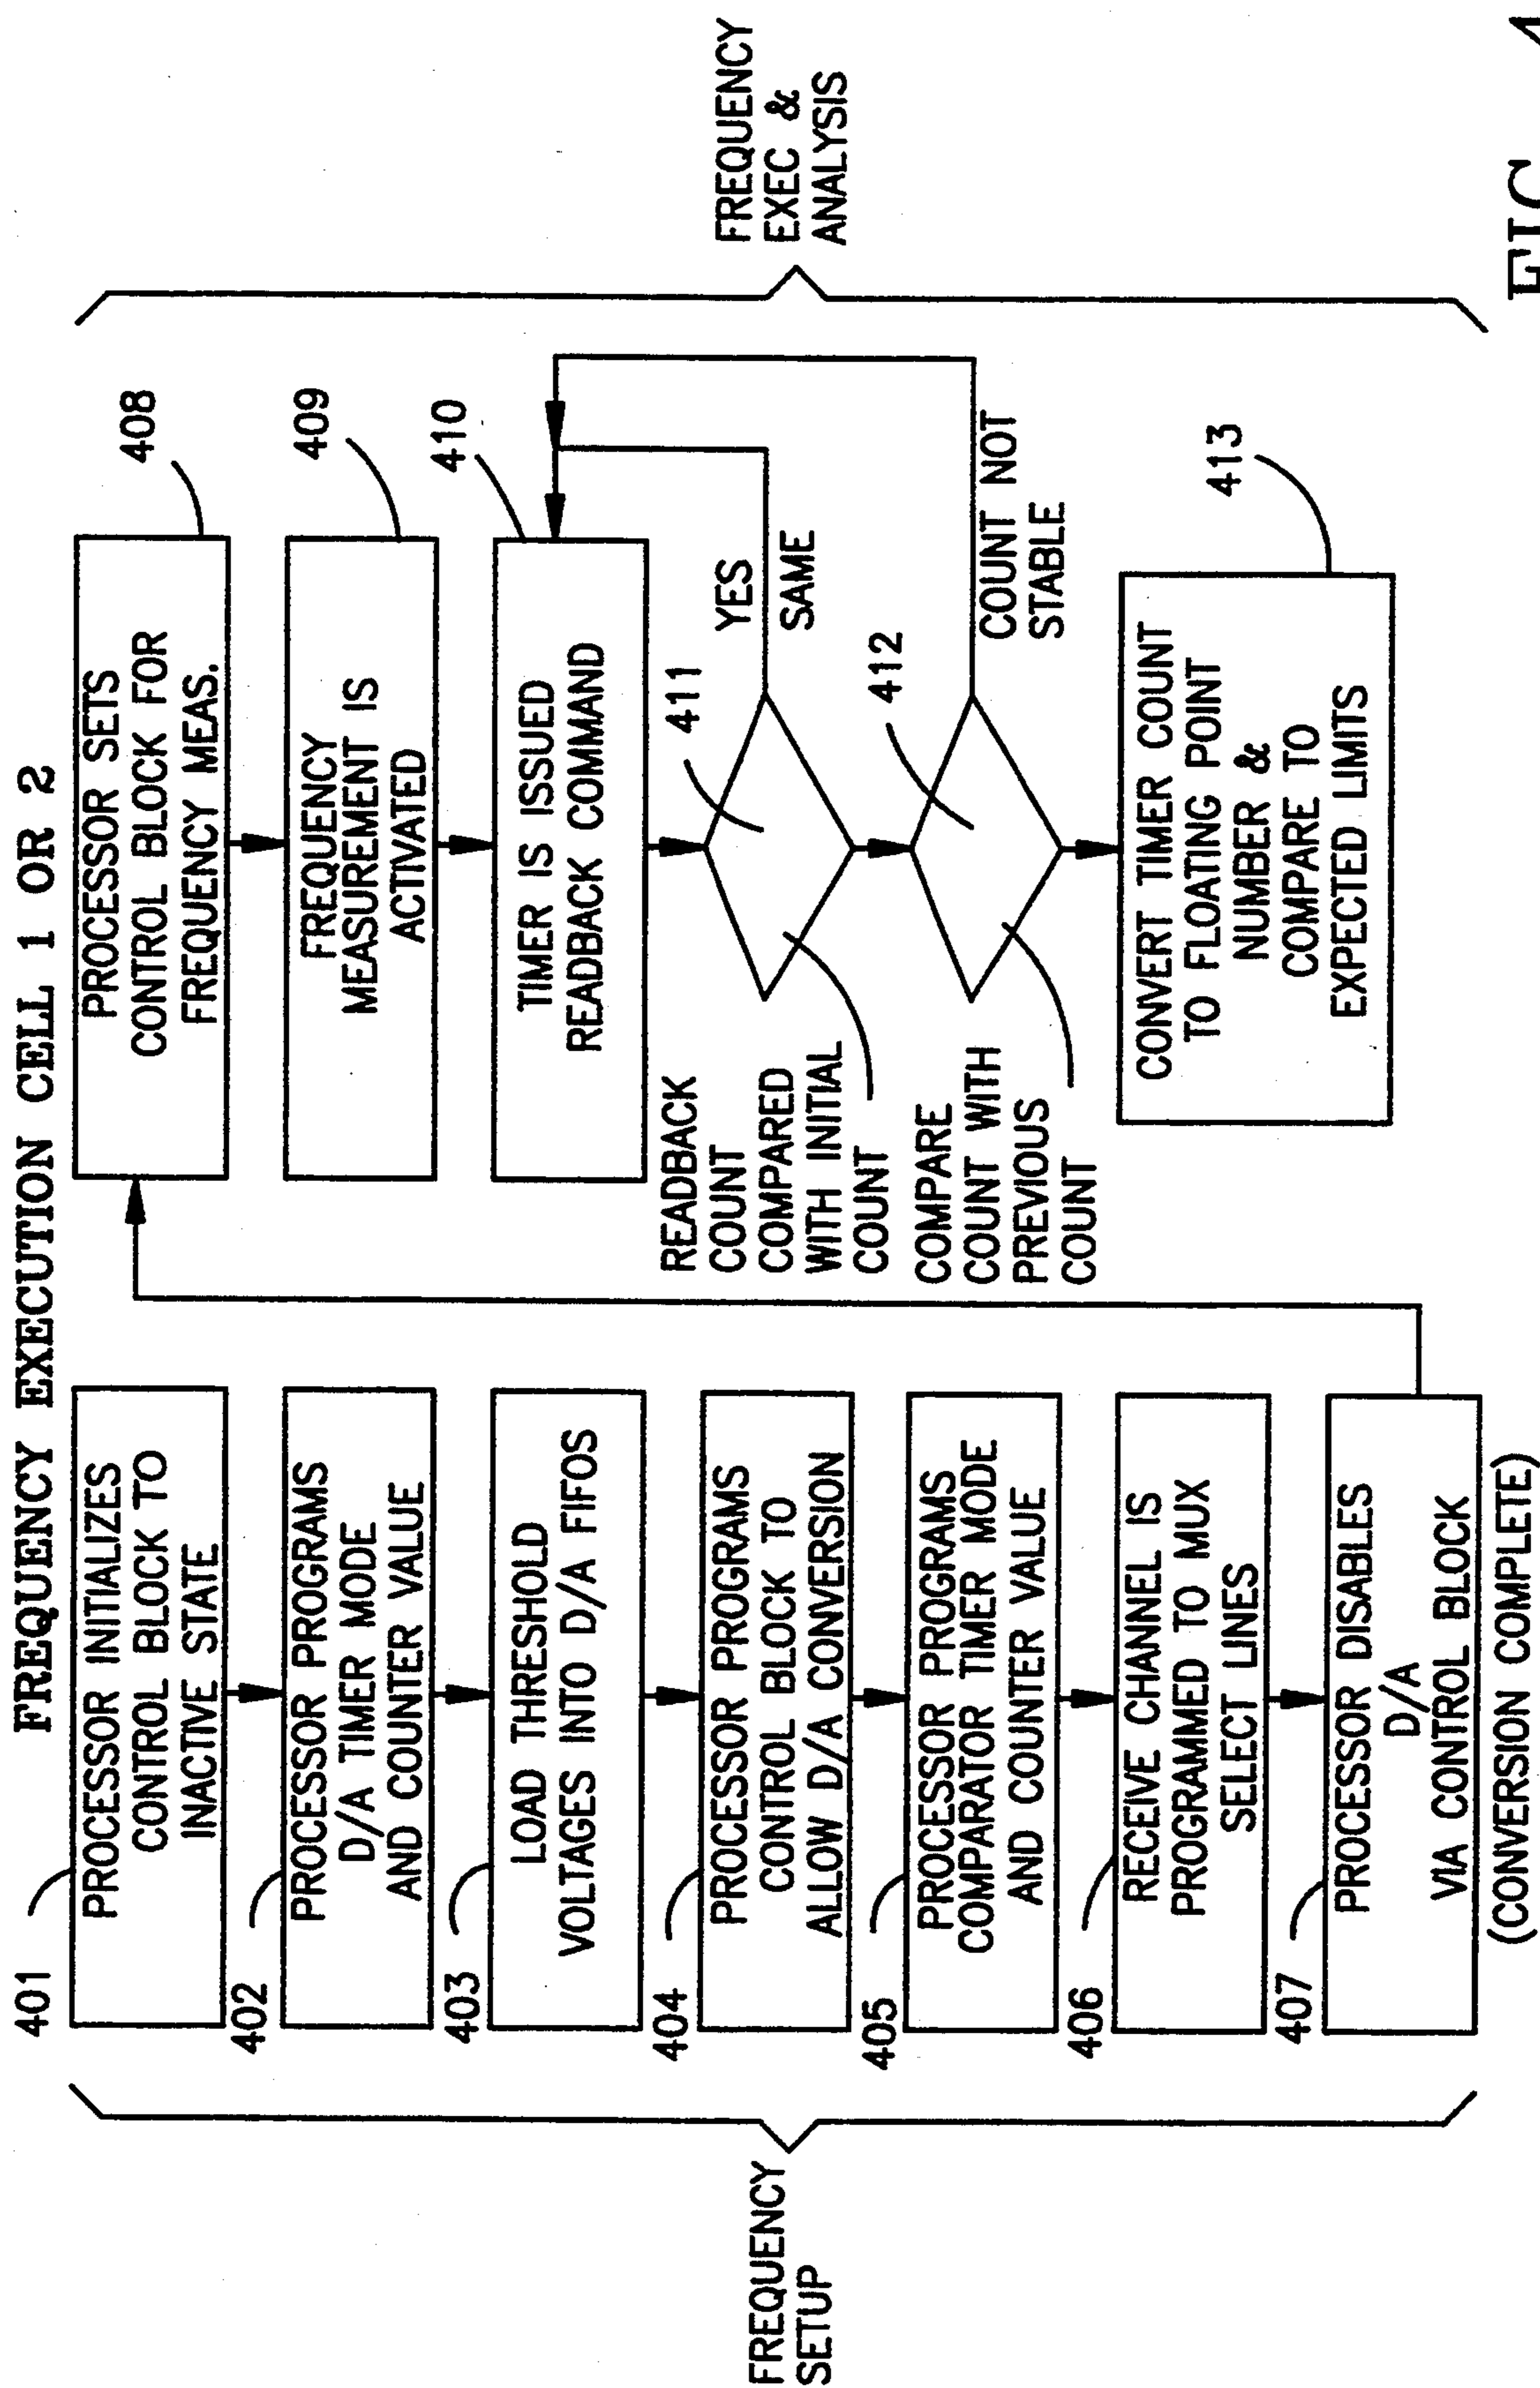 FREQUENCY EXECUTION CELL 1 OR 2
FREQUENCY
SETUP
401
PROCESSOR INITIALIZES
CONTROL BLOCK TO
INACTIVE STATE
402
PROCESSOR PROGRAMS
D/A TIMER MODE
AND COUNTER VALUE
403
LOAD THRESHOLD
VOLTAGES INTO D/A FIFOS
404
PROCESSOR PROGRAMS
CONTROL BLOCK TO
ALLOW D/A CONVERSION
405
PROCESSOR PROGRAMS
COMPARATOR TIMER MODE
AND COUNTER VALUE
406
RECEIVE CHANNEL IS
PROGRAMMED TO MUX
SELECT LINES
407
PROCESSOR DISABLES
D/A
VIA CONTROL BLOCK
(CONVERSION COMPLETE)
408
PROCESSOR SETS
CONTROL BLOCK FOR
FREQUENCY MEAS.
409
FREQUENCY
MEASUREMENT IS
ACTIVATED
410
TIMER IS ISSUED
READBACK COMMAND
READBACK
COUNT
COMPARED
WITH INITIAL
COUNT
411
YES
SAME
COMPARE
COUNT WITH
PREVIOUS
COUNT
412
COUNT NOT
STABLE
413
CONVERT TIMER COUNT
TO FLOATING POINT
NUMBER &
COMPARE TO
EXPECTED LIMITS
FREQUENCY
EXEC &
ANALYSIS
FIG. 4